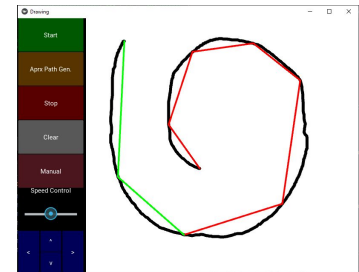 Drawing
Start
Aprx Path Gen.
Stop
Clear
Manual
Speed Control
< ^ >
v